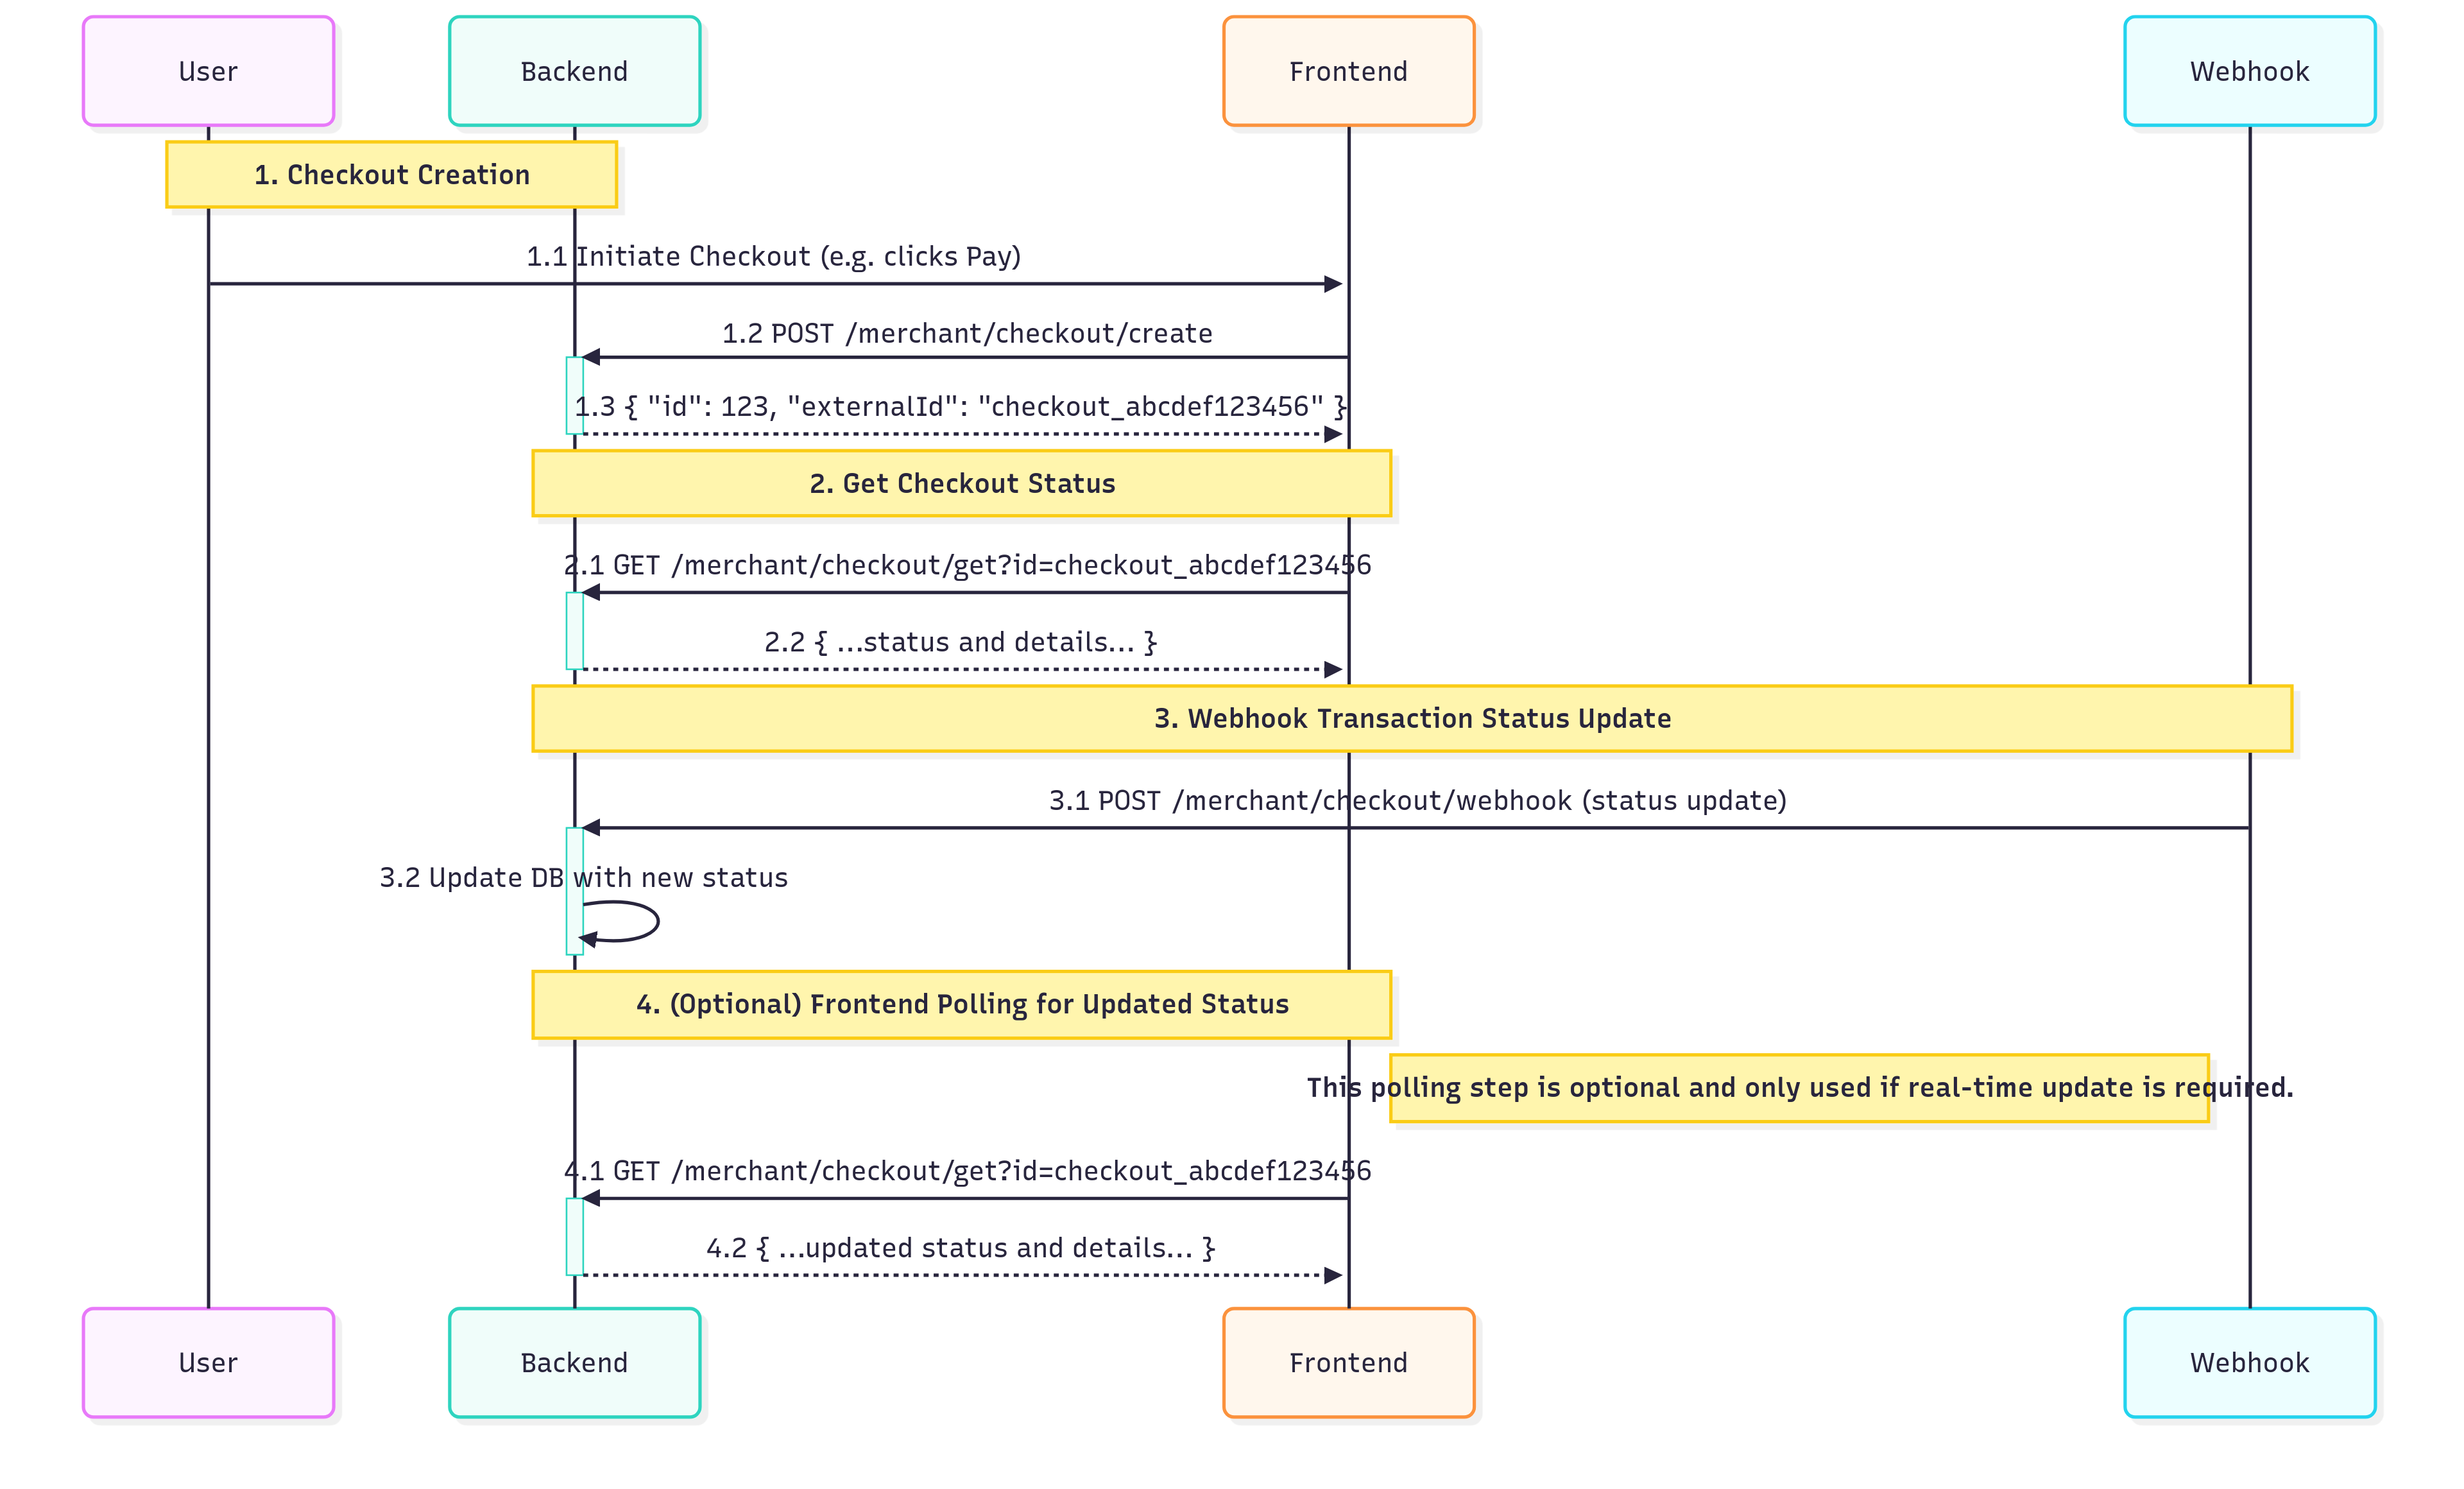 User
Backend
Frontend
Webhook
1. Checkout Creation
1.1 Initiate Checkout (e.g. clicks Pay)
1.2 POST /merchant/checkout/create
1.3 { "id": 123, "externalId": "checkout_abcdef123456" }
2. Get Checkout Status
2.1 GET /merchant/checkout/get?id=checkout_abcdef123456
2.2 { ...status and details... }
3. Webhook Transaction Status Update
3.1 POST /merchant/checkout/webhook (status update)
3.2 Update DB with new status
4. (Optional) Frontend Polling for Updated Status
This polling step is optional and only used if real-time update is required.
4.1 GET /merchant/checkout/get?id=checkout_abcdef123456
4.2 { ...updated status and details... }
User
Backend
Frontend
Webhook